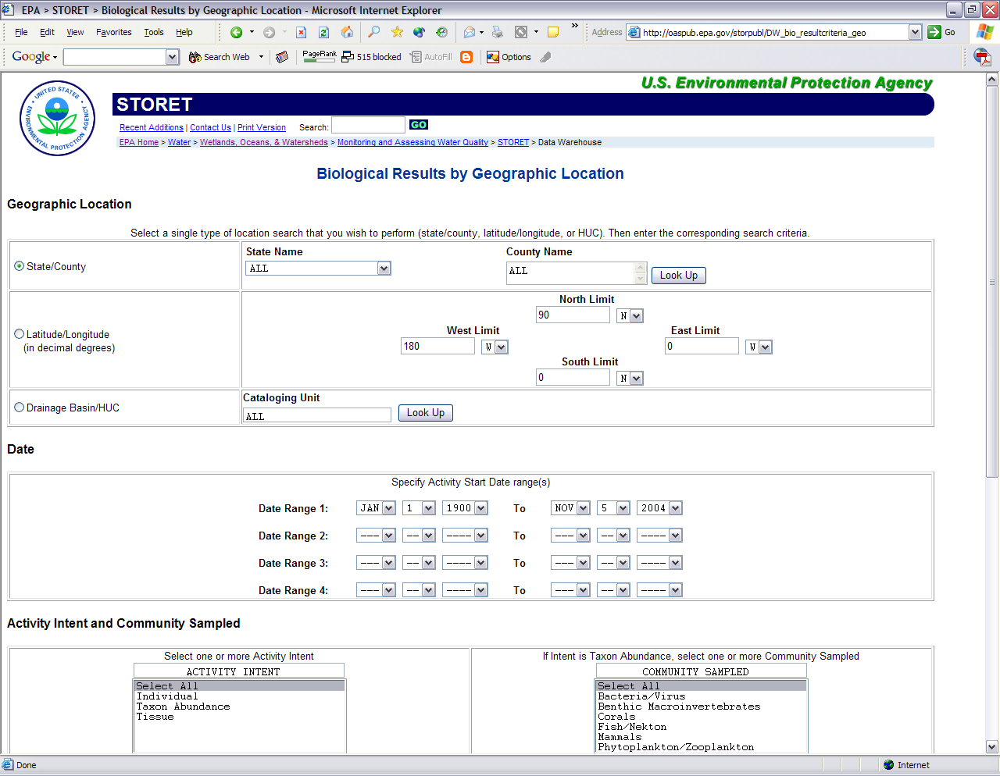 EPA > STORET > Biological Results by Geographic Location - Microsoft Internet Explorer
File Edit View Favorites Tools Help » Address http://oaspub.epa.gov/storpubl/DW_bio_resultcriteria_geo Go
Google Search Web PageRank 515 blocked AutoFill Options
U.S. Environmental Protection Agency
UNITED STATES ENVIRONMENTAL PROTECTION AGENCY
STORET
Recent Additions | Contact Us | Print Version Search: GO
EPA Home > Water > Wetlands, Oceans, & Watersheds > Monitoring and Assessing Water Quality > STORET > Data Warehouse
Biological Results by Geographic Location
Geographic Location
Select a single type of location search that you wish to perform (state/county, latitude/longitude, or HUC). Then enter the corresponding search criteria.
State/County
State Name County Name
ALL ALL Look Up
Latitude/Longitude
(in decimal degrees)
North Limit
90 N
West Limit East Limit
180 W 0 W
South Limit
0 N
Drainage Basin/HUC
Cataloging Unit
ALL Look Up
Date
Specify Activity Start Date range(s)
Date Range 1: JAN 1 1900 To NOV 5 2004
Date Range 2: --- -- ---- To --- -- ----
Date Range 3: --- -- ---- To --- -- ----
Date Range 4: --- -- ---- To --- -- ----
Activity Intent and Community Sampled
Select one or more Activity Intent
ACTIVITY INTENT
Select All
Individual
Taxon Abundance
Tissue
If Intent is Taxon Abundance, select one or more Community Sampled
COMMUNITY SAMPLED
Select All
Bacteria/Virus
Benthic Macroinvertebrates
Corals
Fish/Nekton
Mammals
Phytoplankton/Zooplankton
Done Internet